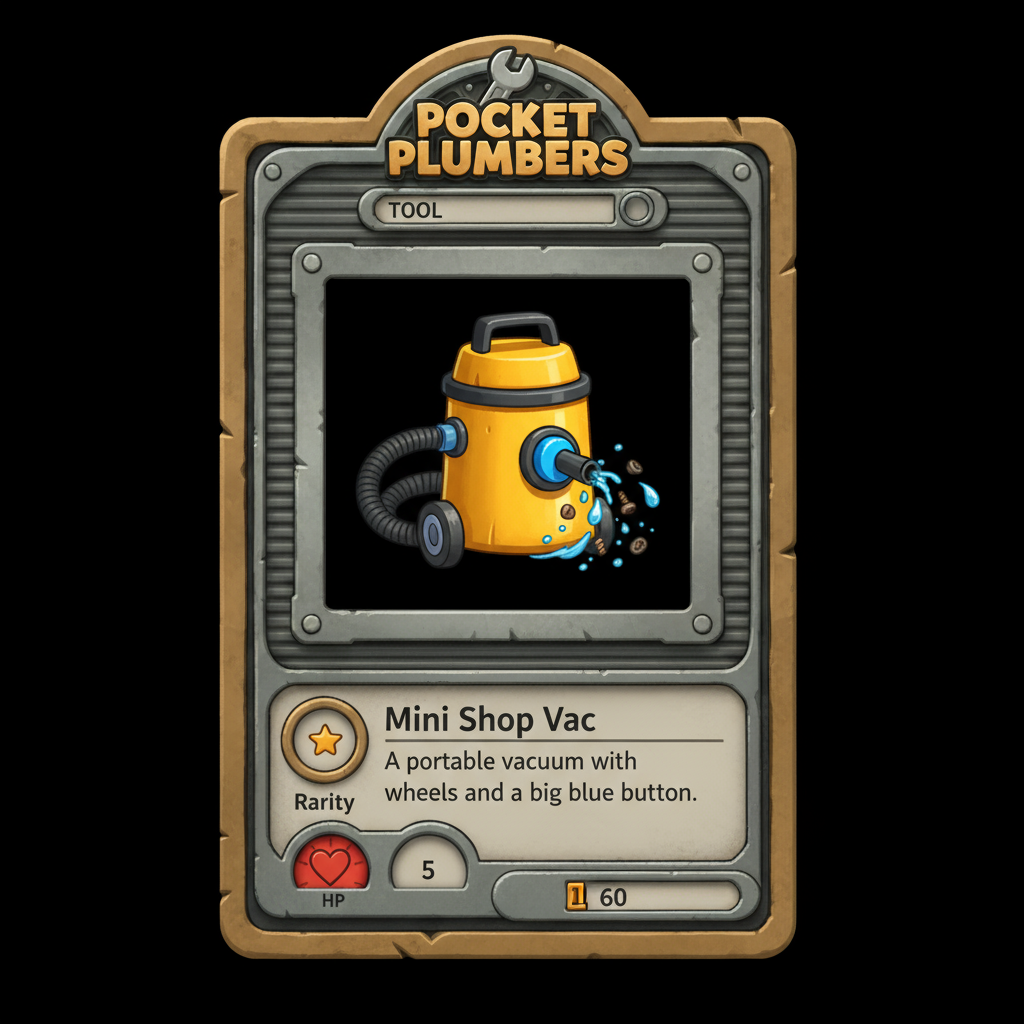 POCKET
PLUMBERS
TOOL
Mini Shop Vac
A portable vacuum with
wheels and a big blue button.
Rarity
5
HP
1 60